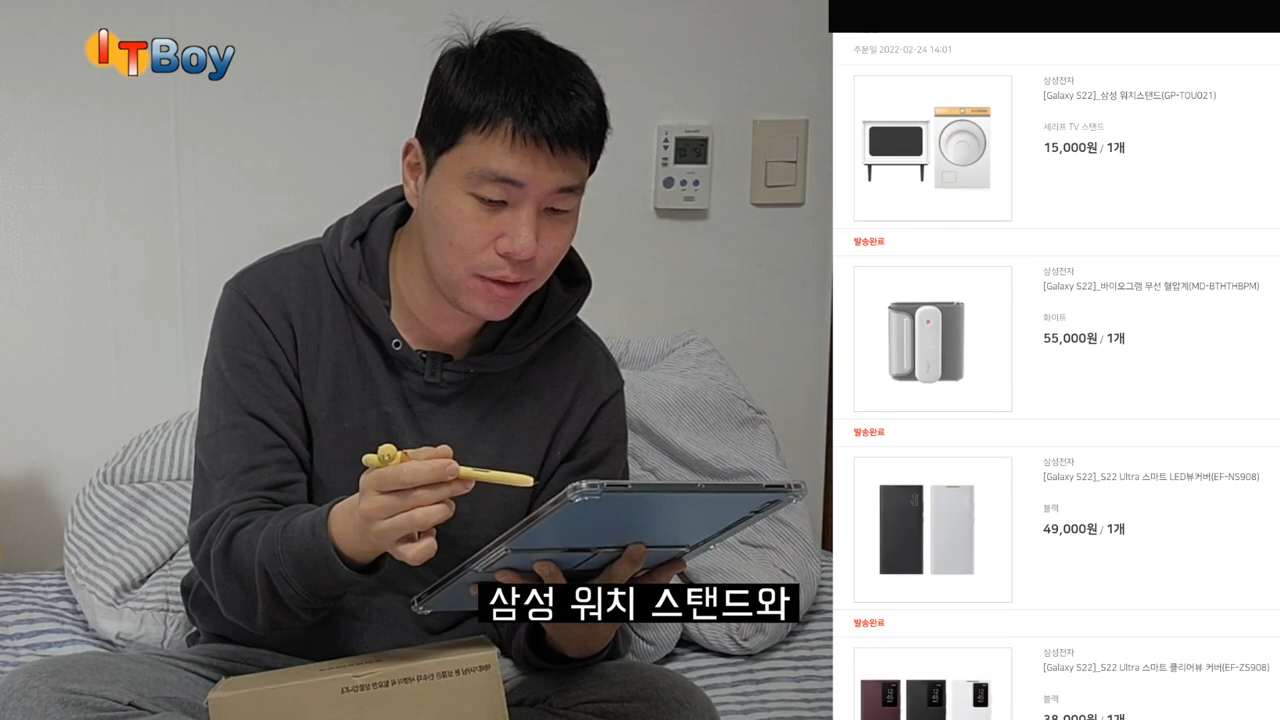 ITBoy
삼성 워치 스탠드와
주문일 2022-02-24 14:01
삼성전자
[Galaxy S22]_삼성 워치스탠드(GP-TOU021)
세리프 TV 스탠드
15,000원 / 1개
발송완료
삼성전자
[Galaxy S22]_바이오그램 무선 혈압계(MD-BTHTHBPM)
화이트
55,000원 / 1개
발송완료
삼성전자
[Galaxy S22]_S22 Ultra 스마트 LED뷰커버(EF-NS908)
블랙
49,000원 / 1개
발송완료
삼성전자
[Galaxy S22]_S22 Ultra 스마트 클리어뷰 커버(EF-ZS908)
블랙
38,000원 / 1개